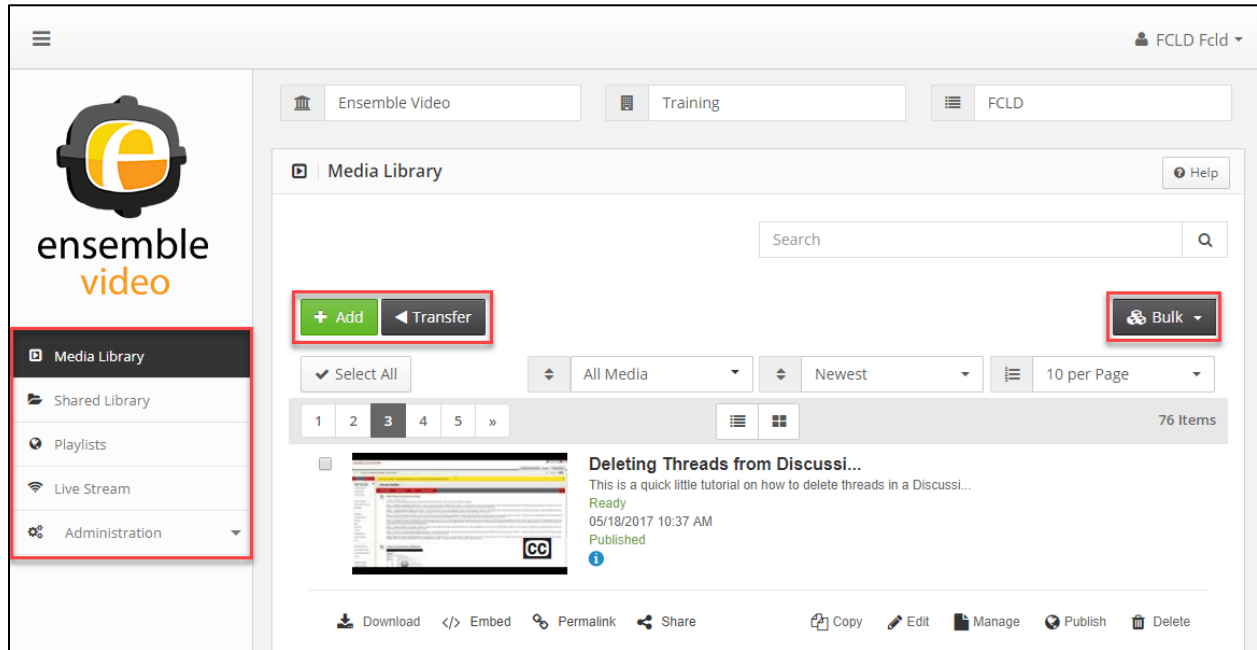 FCLD Fcld
ensemble
video
Media Library
Shared Library
Playlists
Live Stream
Administration
Ensemble Video
Training
FCLD
Media Library
Help
Search
Add
Transfer
Bulk
Select All
All Media
Newest
10 per Page
1 2 3 4 5 »
76 Items
Deleting Threads from Discussi...
This is a quick little tutorial on how to delete threads in a Discussi...
Ready
05/18/2017 10:37 AM
Published
CC
Download </> Embed Permalink Share Copy Edit Manage Publish Delete